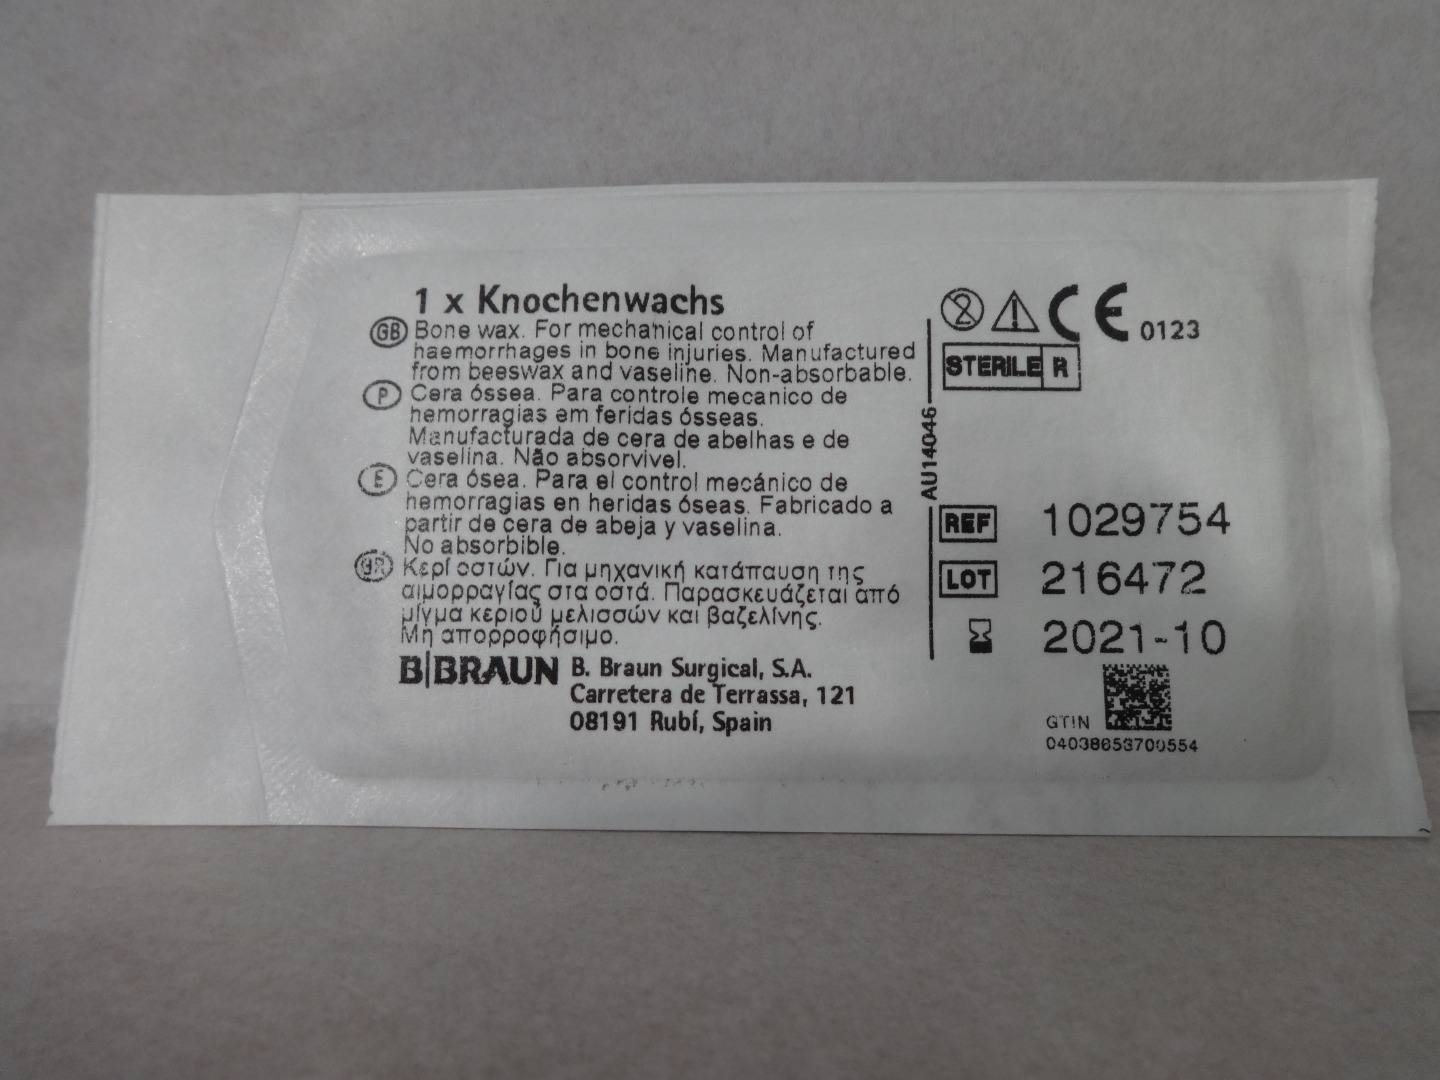 1 x Knochenwachs
GB Bone wax. For mechanical control of
haemorrhages in bone injuries. Manufactured
from beeswax and vaseline. Non-absorbable.
P Cera óssea. Para controle mecanico de
hemorragias em feridas ósseas.
Manufacturada de cera de abelhas e de
vaselina. Não absorvivel.
E Cera ósea. Para el control mecánico de
hemorragias en heridas óseas. Fabricado a
partir de cera de abeja y vaselina.
No absorbible.
GR Κερί οστών. Για μηχανική κατάπαυση της
αιμορραγίας στα οστά. Παρασκευάζεται από
μίγμα κεριού μελισσών και βαζελίνης.
Μη απορροφήσιμο.
B|BRAUN B. Braun Surgical, S.A.
Carretera de Terrassa, 121
08191 Rubí, Spain
AU14046
2 CE 0123
STERILE R
REF 1029754
LOT 216472
2021-10
GTIN